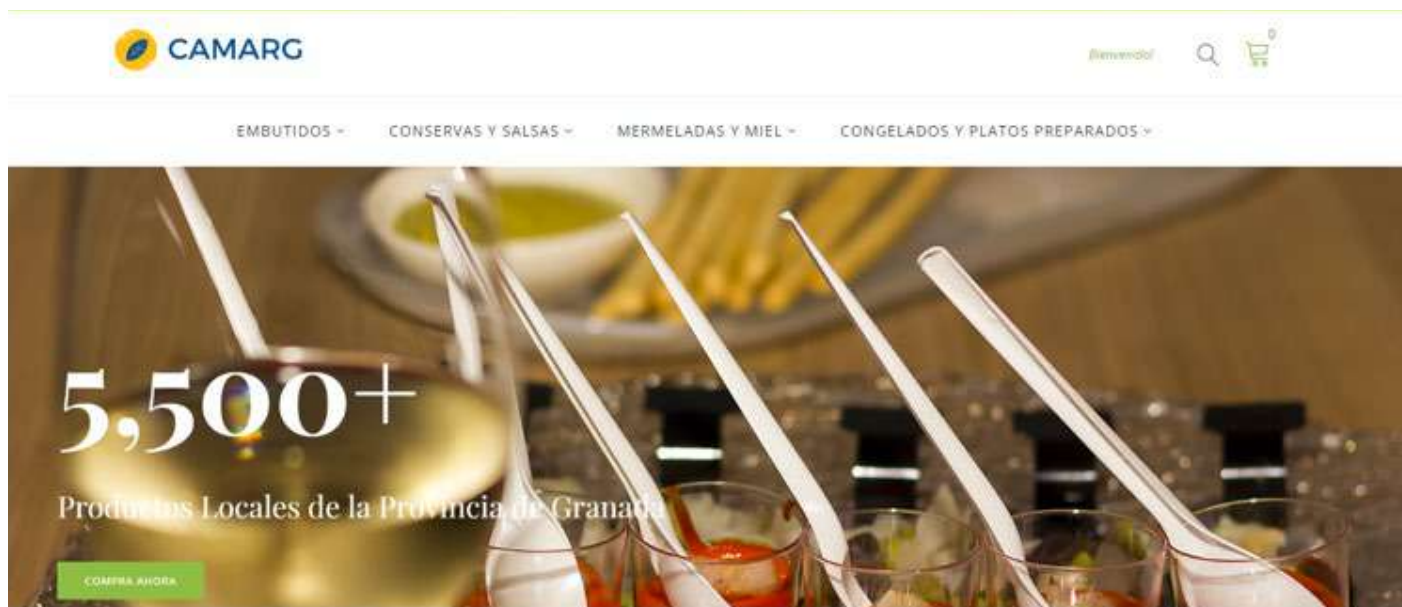 CAMARG
Bienvenido!
0
EMBUTIDOS
CONSERVAS Y SALSAS
MERMELADAS Y MIEL
CONGELADOS Y PLATOS PREPARADOS
5,500+
Productos Locales de la Provincia de Granada
COMPRA AHORA